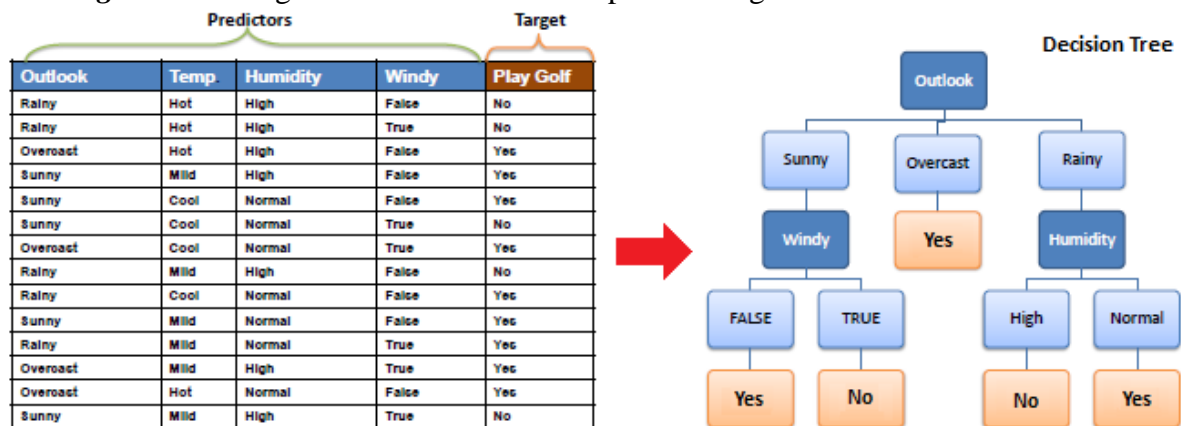 Predictors Target
Outlook Temp. Humidity Windy Play Golf
Rainy Hot High False No
Rainy Hot High True No
Overcast Hot High False Yes
Sunny Mild High False Yes
Sunny Cool Normal False Yes
Sunny Cool Normal True No
Overcast Cool Normal True Yes
Rainy Mild High False No
Rainy Cool Normal False Yes
Sunny Mild Normal False Yes
Rainy Mild Normal True Yes
Overcast Mild High True Yes
Overcast Hot Normal False Yes
Sunny Mild High True No
Decision Tree
Outlook
Sunny Overcast Rainy
Windy Yes Humidity
FALSE TRUE High Normal
Yes No No Yes